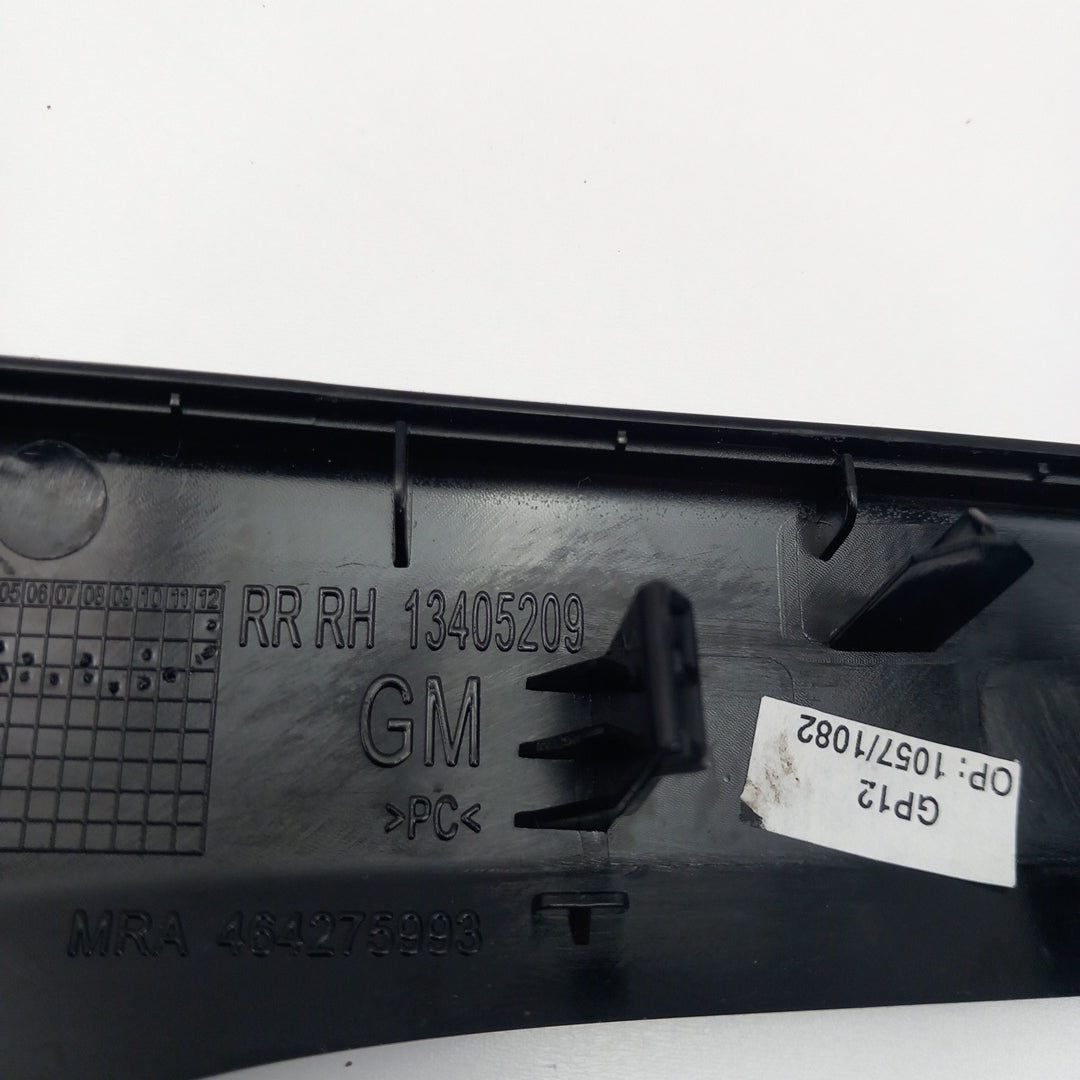 05 06 07 08 09 10 11 12
RR RH 13405209
GM
>PC<
MRA 464275993
GP12
OP: 1057/1082